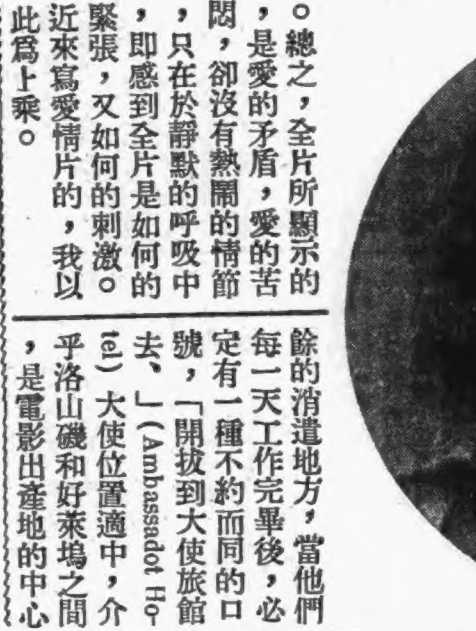 。總之，全片所顯示的
，是愛的矛盾，愛的苦
悶，卻沒有熱鬧的情節
，只在於靜默的呼吸中
，即感到全片是如何的
緊張，又如何的刺激。
近來寫愛情片的，我以
此爲上乘。
餘的消遣地方，當他們
每一天工作完畢後，必
定有一種不約而同的口
號，「開拔到大使旅館
去、」(Ambassadot Ho-
tel) 大使位置適中，介
乎洛山磯和好萊塢之間
，是電影出產地的中心